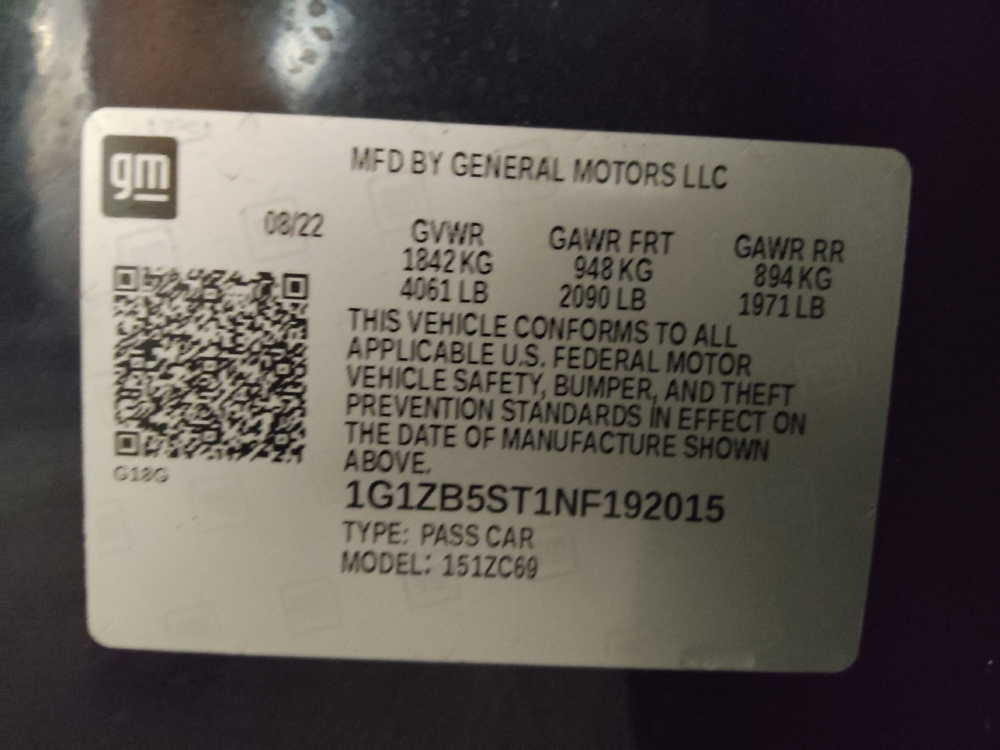 gm
MFD BY GENERAL MOTORS LLC
08/22
GVWR GAWR FRT GAWR RR
1842 KG 948 KG 894 KG
4061 LB 2090 LB 1971 LB
THIS VEHICLE CONFORMS TO ALL
APPLICABLE U.S. FEDERAL MOTOR
VEHICLE SAFETY, BUMPER, AND THEFT
PREVENTION STANDARDS IN EFFECT ON
THE DATE OF MANUFACTURE SHOWN
ABOVE.
G18G
1G1ZB5ST1NF192015
TYPE: PASS CAR
MODEL: 151ZC69